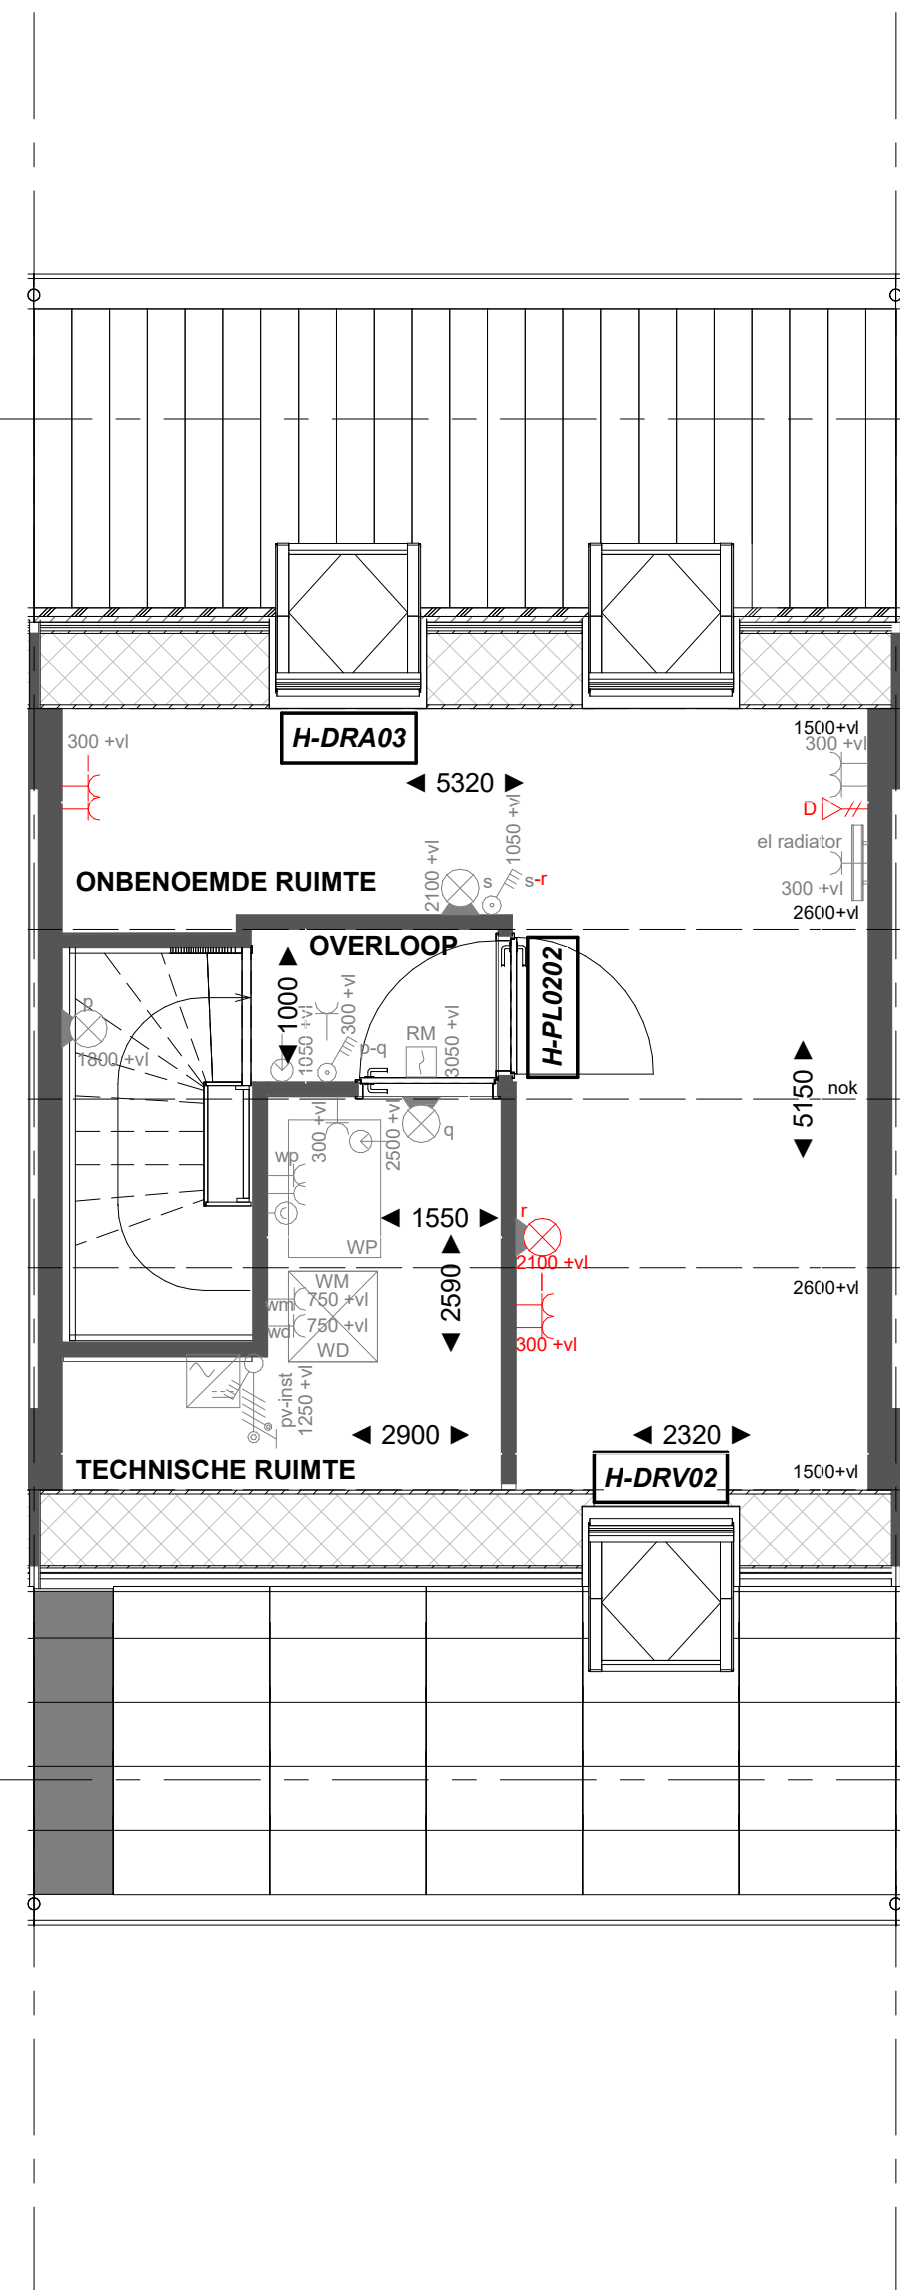 H-DRA03
300 +vl
1500+vl
300 +vl
5320
D
1050 +vl
el radiator
2100 +vl
s
s-r
300 +vl
ONBENOEMDE RUIMTE
2600+vl
OVERLOOP
H-PL0202
1000
300 +vl
p
1050 +vl
p-q
RM
3050 +vl
1800 +vl
5150
nok
300 +vl
2500 +vl
q
wp
1550
r
WP
2100 +vl
2590
WM
2600+vl
wm
750 +vl
wd
750 +vl
WD
300 +vl
pv-inst
1250 +vl
2900
2320
TECHNISCHE RUIMTE
H-DRV02
1500+vl